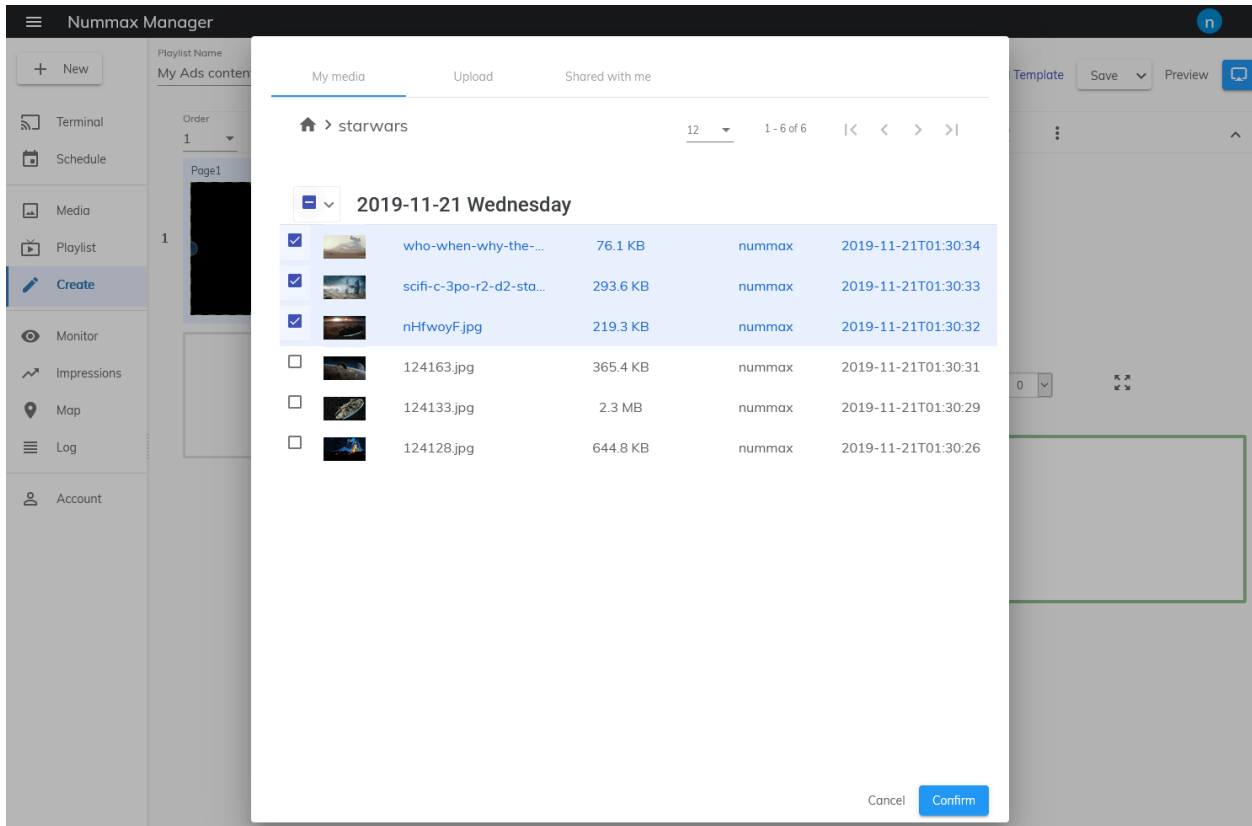 Nummax Manager
n
New
Terminal
Schedule
Media
Playlist
Create
Monitor
Impressions
Map
Log
Account
Playlist Name
My Ads conten
Order
1
Page1
1
Template
Save
Preview
0
My media Upload Shared with me
> starwars
12 1 - 6 of 6
2019-11-21 Wednesday
who-when-why-the-... 76.1 KB nummax 2019-11-21T01:30:34
scifi-c-3po-r2-d2-sta... 293.6 KB nummax 2019-11-21T01:30:33
nHfwoyF.jpg 219.3 KB nummax 2019-11-21T01:30:32
124163.jpg 365.4 KB nummax 2019-11-21T01:30:31
124133.jpg 2.3 MB nummax 2019-11-21T01:30:29
124128.jpg 644.8 KB nummax 2019-11-21T01:30:26
Cancel Confirm